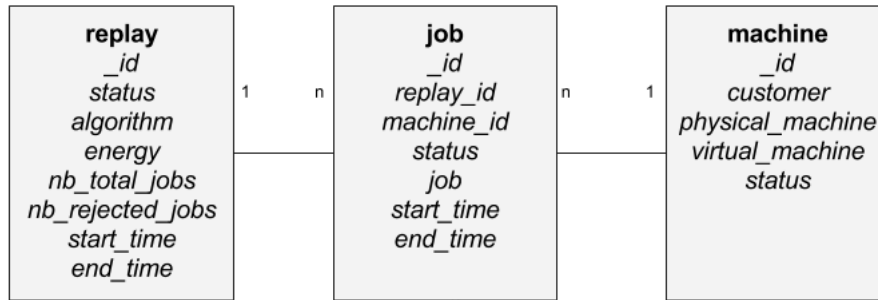 replay
_id
status
algorithm
energy
nb_total_jobs
nb_rejected_jobs
start_time
end_time
1
n
job
_id
replay_id
machine_id
status
job
start_time
end_time
n
1
machine
_id
customer
physical_machine
virtual_machine
status